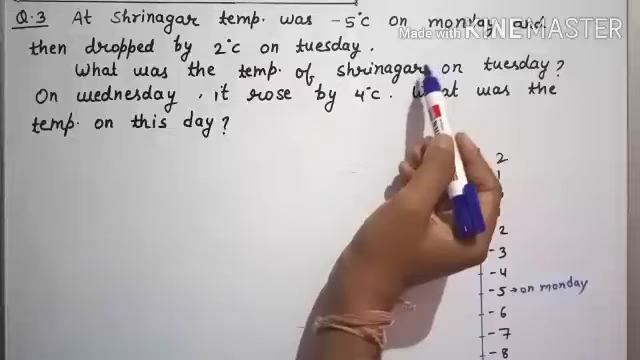 Q.3 At Shrinagar temp. was -5°C on monday and
then dropped by 2°C on tuesday.
What was the temp. of shrinagar on tuesday?
On wednesday, it rose by 4°C. What was the
temp. on this day?
Made with KINEMASTER
2
1
2
-3
-4
-5 → on monday
-6
-7
-8